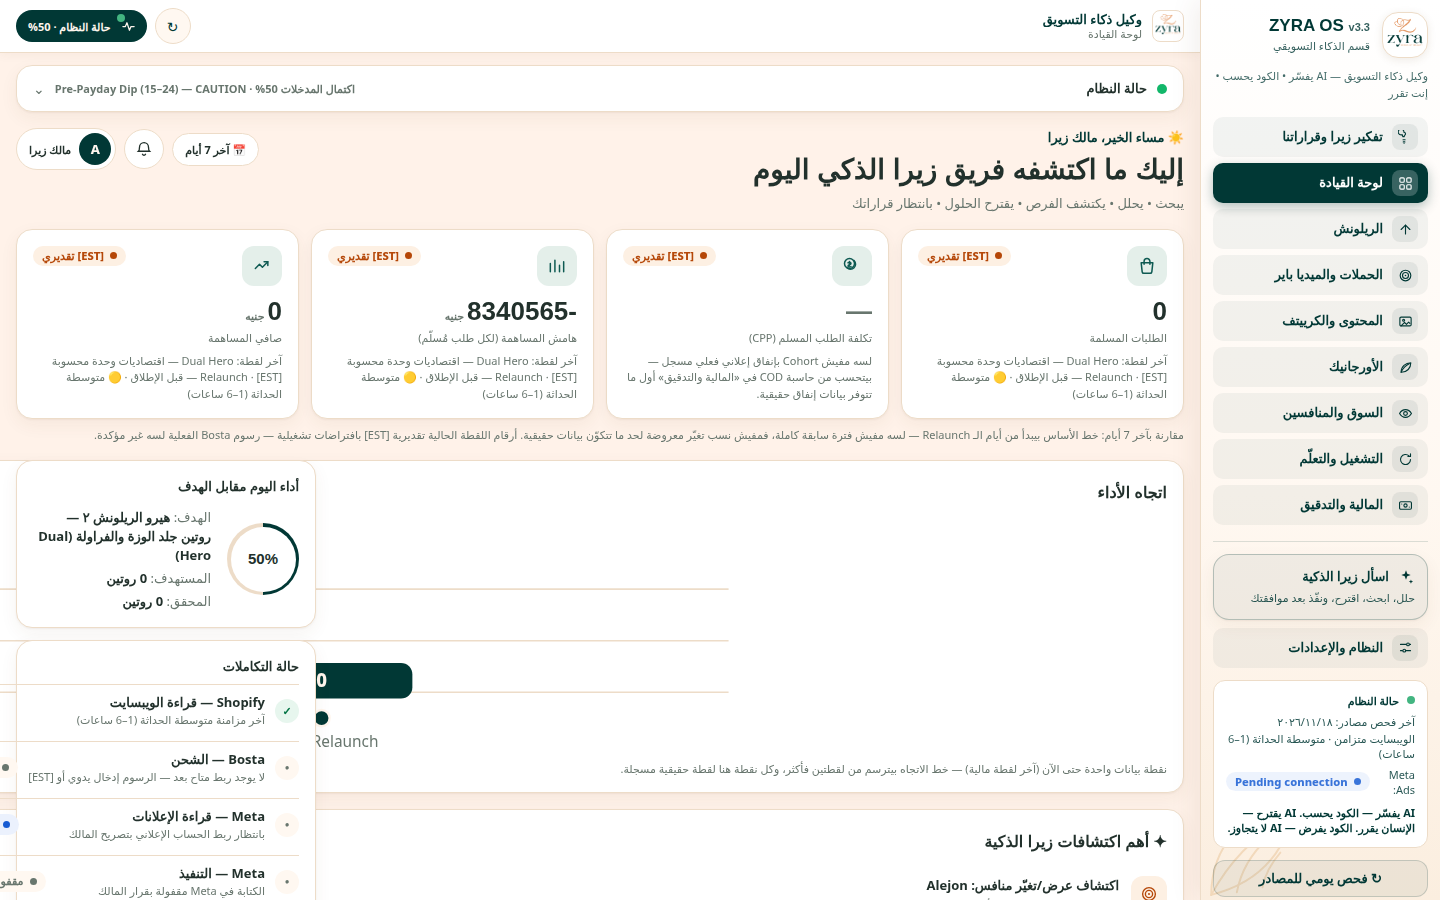 ZYRA OS v3.3
قسم الذكاء التسويقي
وكيل ذكاء التسويق — AI يفسّر • الكود يحسب •
إنت تقرر
تفكير زيرا وقراراتنا
لوحة القيادة
الريلونش
الحملات والميديا باير
المحتوى والكرييتف
الأورجانيك
السوق والمنافسين
التشغيل والتعلّم
المالية والتدقيق
اسأل زيرا الذكية
حلل، ابحث، اقترح، ونفّذ بعد موافقتك
النظام والإعدادات
حالة النظام
آخر فحص مصادر: ٢٠٢٦/١١/١٨
الويبسايت متزامن · متوسطة الحداثة (1–6
ساعات)
Meta Ads:
Pending connection
AI يفسّر — الكود يحسب. AI يقترح —
الإنسان يقرر. الكود يفرض — AI لا يتجاوز.
↻ فحص يومي للمصادر
zyra
وكيل ذكاء التسويق
لوحة القيادة
↻
حالة النظام · 50%
حالة النظام
اكتمال المدخلات 50% · Pre-Payday Dip (15–24) — CAUTION
☀️ مساء الخير، مالك زيرا
إليك ما اكتشفه فريق زيرا الذكي اليوم
يبحث • يحلل • يكتشف الفرص • يقترح الحلول • بانتظار قراراتك
📅 آخر 7 أيام
A مالك زيرا
[EST] تقديري
0
الطلبات المسلمة
آخر لقطة: Dual Hero — اقتصاديات وحدة محسوبة
[EST] · Relaunch — قبل الإطلاق · 🟡 متوسطة
الحداثة (1–6 ساعات)
[EST] تقديري
—
تكلفة الطلب المسلم (CPP)
لسه مفيش Cohort بإنفاق إعلاني فعلي مسجل —
بيتحسب من حاسبة COD في «المالية والتدقيق» أول ما
تتوفر بيانات إنفاق حقيقية.
[EST] تقديري
-8340565 جنيه
هامش المساهمة (لكل طلب مُسلّم)
آخر لقطة: Dual Hero — اقتصاديات وحدة محسوبة
[EST] · Relaunch — قبل الإطلاق · 🟡 متوسطة
الحداثة (1–6 ساعات)
[EST] تقديري
0 جنيه
صافي المساهمة
آخر لقطة: Dual Hero — اقتصاديات وحدة محسوبة
[EST] · Relaunch — قبل الإطلاق · 🟡 متوسطة
الحداثة (1–6 ساعات)
مقارنة بآخر 7 أيام: خط الأساس بيبدأ من أيام الـ Relaunch — لسه مفيش فترة سابقة كاملة، فمفيش نسب تغيّر معروضة لحد ما تتكوّن بيانات حقيقية. أرقام اللقطة الحالية تقديرية [EST] بافتراضات تشغيلية — رسوم Bosta الفعلية لسه غير مؤكدة.
اتجاه الأداء
0
Relaunch
نقطة بيانات واحدة حتى الآن (آخر لقطة مالية) — خط الاتجاه بيترسم من لقطتين فأكثر، وكل نقطة هنا لقطة حقيقية مسجلة.
أداء اليوم مقابل الهدف
50%
الهدف: هيرو الريلونش ٢ —
روتين جلد الوزة والفراولة (Dual
Hero)
المستهدف: 0 روتين
المحقق: 0 روتين
حالة التكاملات
Shopify — قراءة الويبسايت
آخر مزامنة متوسطة الحداثة (1–6 ساعات)
Bosta — الشحن
لا يوجد ربط متاح بعد — الرسوم إدخال يدوي أو [EST]
Meta — قراءة الإعلانات
بانتظار ربط الحساب الإعلاني بتصريح المالك
Meta — التنفيذ
الكتابة في Meta مقفولة بقرار المالك
✦ أهم اكتشافات زيرا الذكية
اكتشاف عرض/تغيّر منافس: Alejon